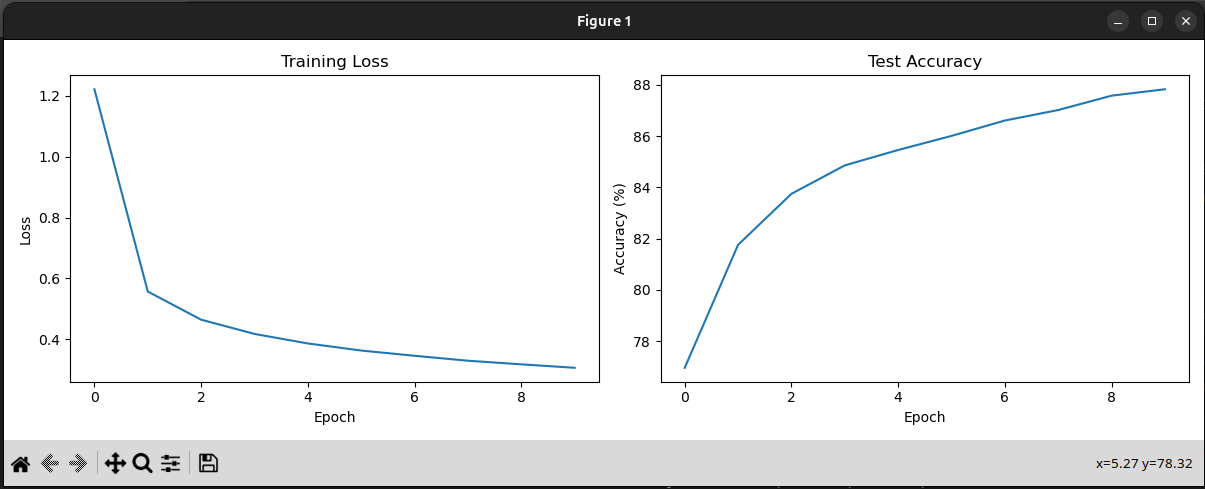 Figure 1
Training Loss
Loss
1.2
1.0
0.8
0.6
0.4
0 2 4 6 8
Epoch
Test Accuracy
Accuracy (%)
88
86
84
82
80
78
0 2 4 6 8
Epoch
x=5.27 y=78.32